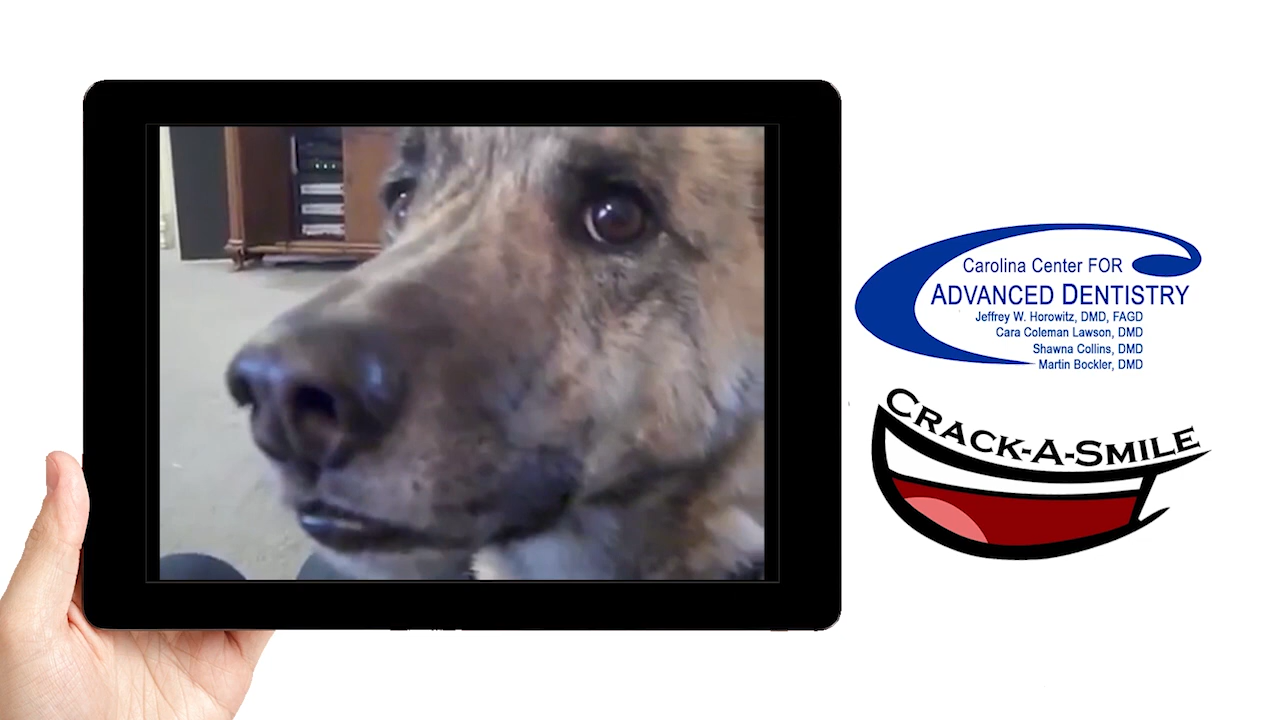 Carolina Center FOR
ADVANCED DENTISTRY
Jeffrey W. Horowitz, DMD, FAGD
Cara Coleman Lawson, DMD
Shawna Collins, DMD
Martin Bockler, DMD
CRACK-A-SMILE